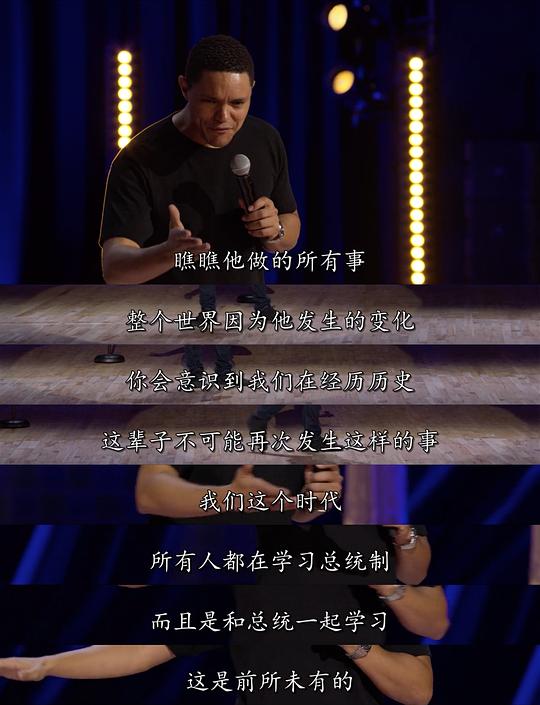 瞧瞧他做的所有事
整个世界因为他发生的变化
你会意识到我们在经历历史
这辈子不可能再次发生这样的事
我们这个时代
所有人都在学习总统制
而且是和总统一起学习
这是前所未有的